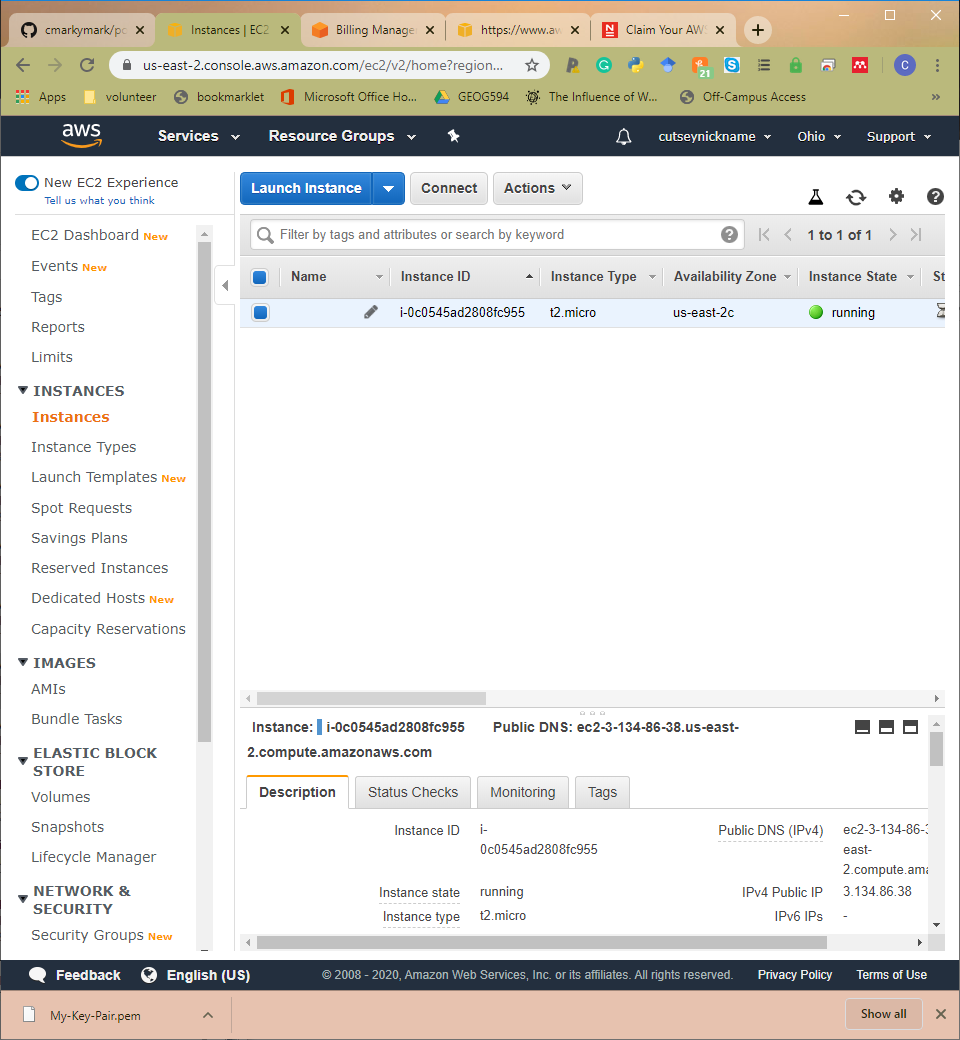 cmarkymark/po
Instances | EC2
Billing Manage
https://www.aw
Claim Your AWS
us-east-2.console.aws.amazon.com/ec2/v2/home?region...
21
C
Apps volunteer bookmarklet Microsoft Office Ho... GEOG594 The Influence of W... Off-Campus Access »
aws Services Resource Groups cutseynickname Ohio Support
New EC2 Experience
Tell us what you think
EC2 Dashboard New
Events New
Tags
Reports
Limits
INSTANCES
Instances
Instance Types
Launch Templates New
Spot Requests
Savings Plans
Reserved Instances
Dedicated Hosts New
Capacity Reservations
IMAGES
AMIs
Bundle Tasks
ELASTIC BLOCK
STORE
Volumes
Snapshots
Lifecycle Manager
NETWORK &
SECURITY
Security Groups New
Launch Instance Connect Actions
Filter by tags and attributes or search by keyword
1 to 1 of 1
Name Instance ID Instance Type Availability Zone Instance State St
i-0c0545ad2808fc955 t2.micro us-east-2c running
Instance: i-0c0545ad2808fc955 Public DNS: ec2-3-134-86-38.us-east-
2.compute.amazonaws.com
Description Status Checks Monitoring Tags
Instance ID i-
0c0545ad2808fc955
Instance state running
Instance type t2.micro
Public DNS (IPv4) ec2-3-134-86-3
east-
2.compute.ama
IPv4 Public IP 3.134.86.38
IPv6 IPs -
Feedback English (US) © 2008 - 2020, Amazon Web Services, Inc. or its affiliates. All rights reserved. Privacy Policy Terms of Use
My-Key-Pair.pem Show all